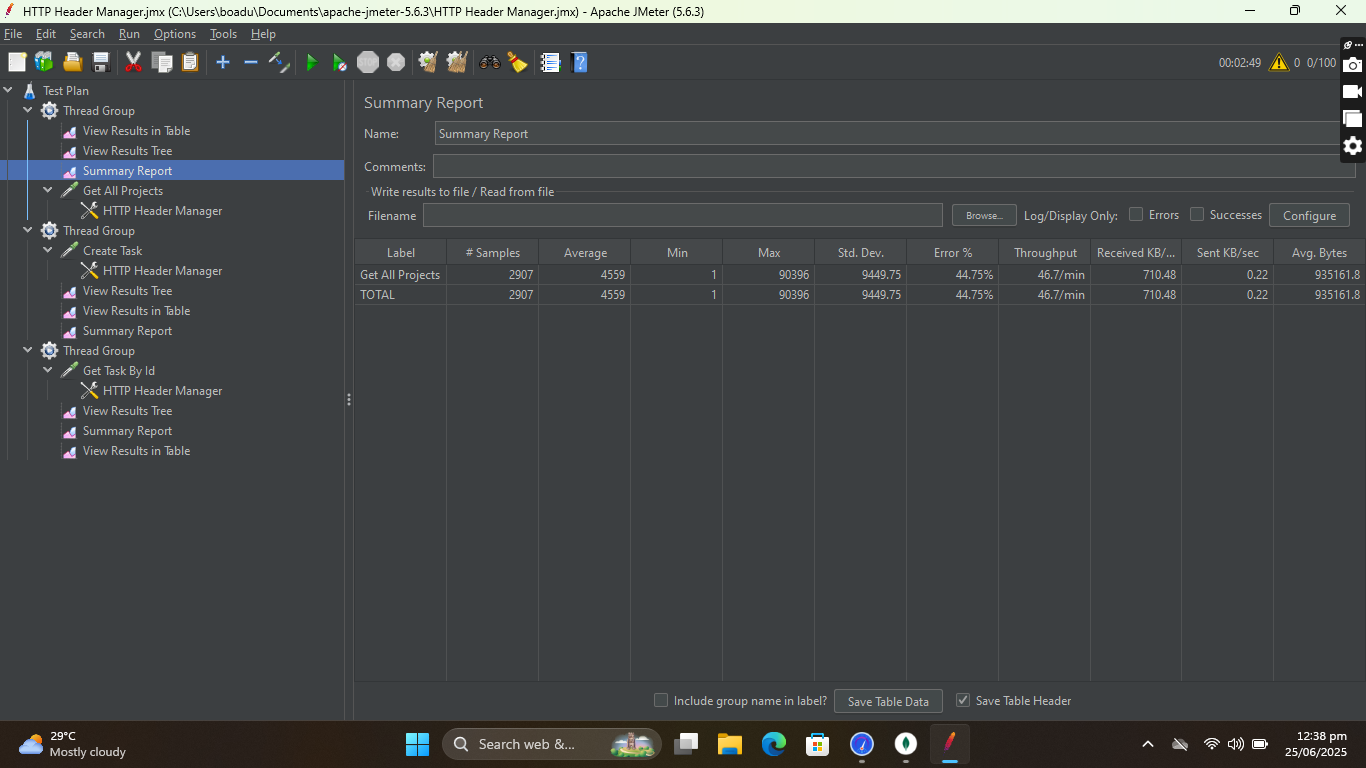 HTTP Header Manager.jmx (C:\Users\boadu\Documents\apache-jmeter-5.6.3\HTTP Header Manager.jmx) - Apache JMeter (5.6.3)
File Edit Search Run Options Tools Help
STOP 00:02:49 0 0/100
Test Plan
Thread Group
View Results in Table
View Results Tree
Summary Report
Get All Projects
HTTP Header Manager
Thread Group
Create Task
HTTP Header Manager
View Results Tree
View Results in Table
Summary Report
Thread Group
Get Task By Id
HTTP Header Manager
View Results Tree
Summary Report
View Results in Table
Summary Report
Name: Summary Report
Comments:
Write results to file / Read from file
Filename Browse... Log/Display Only: Errors Successes Configure
Label # Samples Average Min Max Std. Dev. Error % Throughput Received KB/... Sent KB/sec Avg. Bytes
Get All Projects 2907 4559 1 90396 9449.75 44.75% 46.7/min 710.48 0.22 935161.8
TOTAL 2907 4559 1 90396 9449.75 44.75% 46.7/min 710.48 0.22 935161.8
Include group name in label? Save Table Data Save Table Header
29°C
Mostly cloudy
Search web &...
12:38 pm
25/06/2025